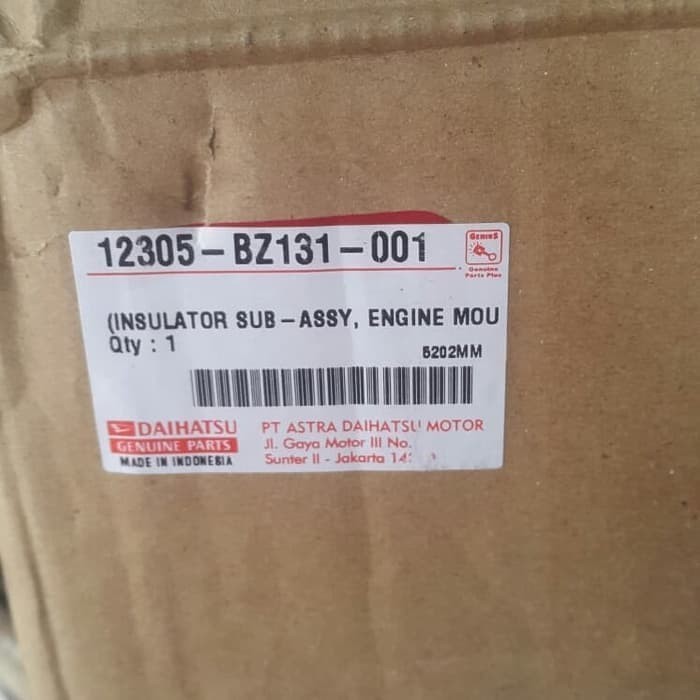 12305-BZ131-001
GENIUS
Genuine
Parts Plus
(INSULATOR SUB-ASSY, ENGINE MOU
Qty : 1
5202MM
DAIHATSU
GENUINE PARTS
MADE IN INDONESIA
PT ASTRA DAIHATSU MOTOR
Jl. Gaya Motor III No.
Sunter II - Jakarta